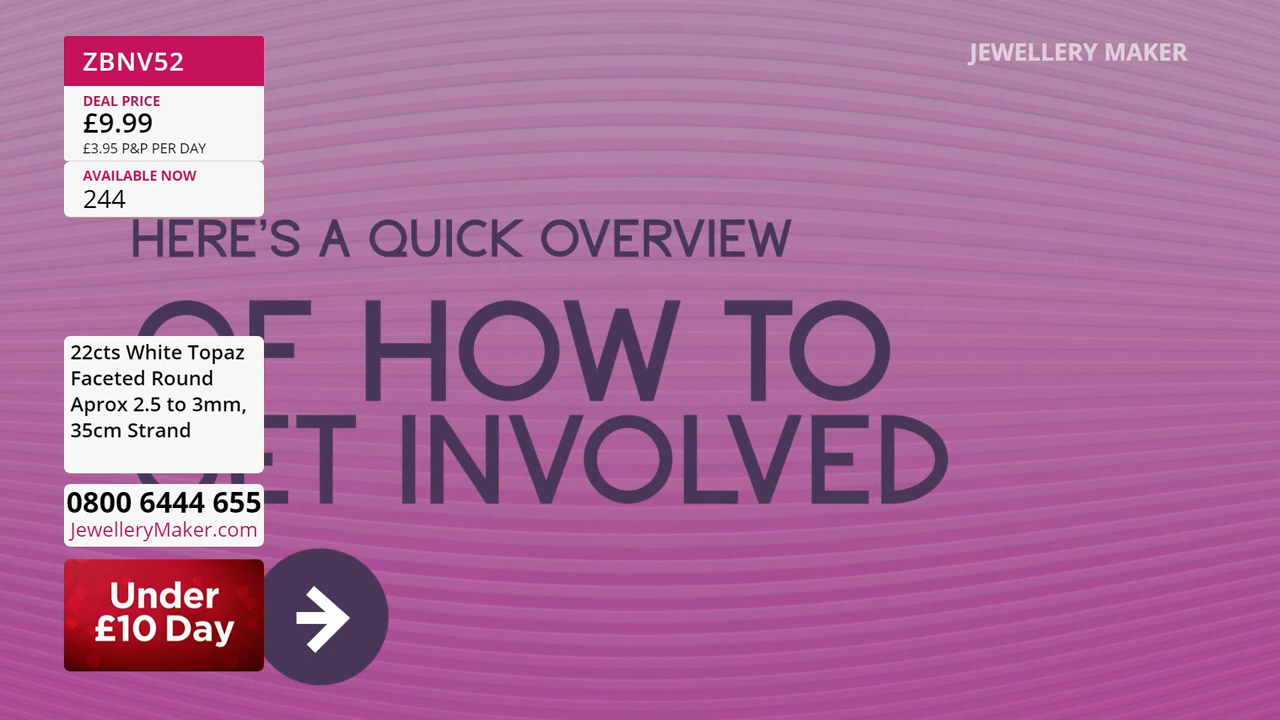 ZBNV52
DEAL PRICE
£9.99
£3.95 P&P PER DAY
AVAILABLE NOW
244
JEWELLERY MAKER
HERE'S A QUICK OVERVIEW
OF HOW TO
GET INVOLVED
22cts White Topaz
Faceted Round
Aprox 2.5 to 3mm,
35cm Strand
0800 6444 655
JewelleryMaker.com
Under
£10 Day